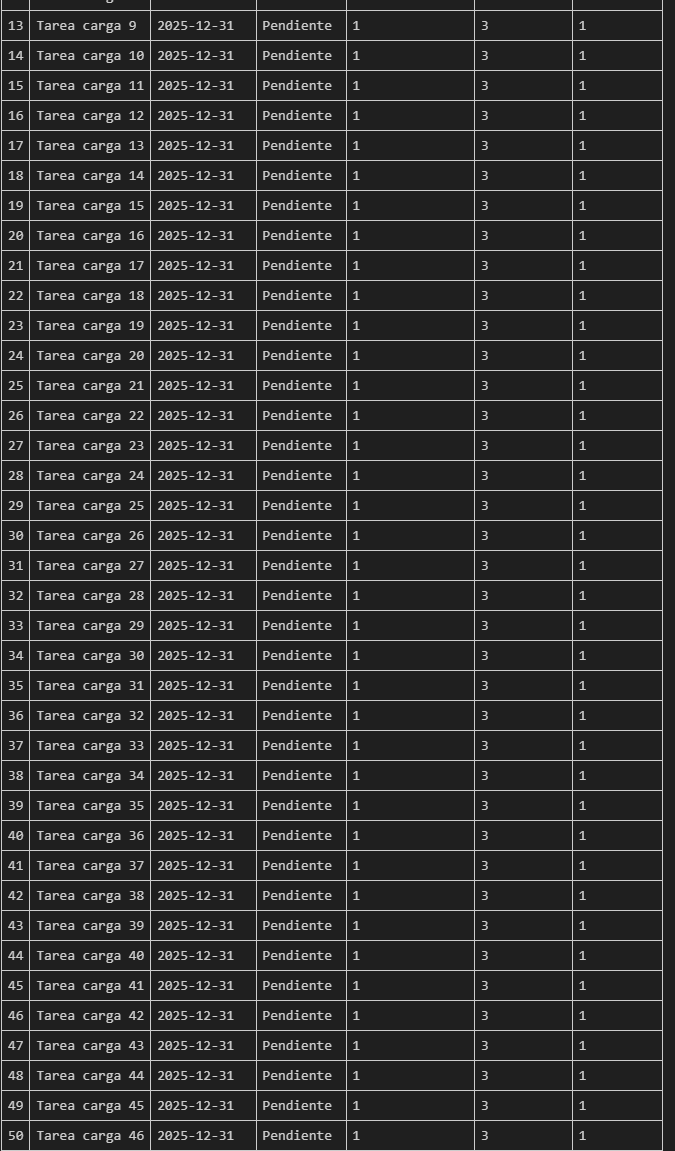 13 Tarea carga 9 2025-12-31 Pendiente 1 3 1
14 Tarea carga 10 2025-12-31 Pendiente 1 3 1
15 Tarea carga 11 2025-12-31 Pendiente 1 3 1
16 Tarea carga 12 2025-12-31 Pendiente 1 3 1
17 Tarea carga 13 2025-12-31 Pendiente 1 3 1
18 Tarea carga 14 2025-12-31 Pendiente 1 3 1
19 Tarea carga 15 2025-12-31 Pendiente 1 3 1
20 Tarea carga 16 2025-12-31 Pendiente 1 3 1
21 Tarea carga 17 2025-12-31 Pendiente 1 3 1
22 Tarea carga 18 2025-12-31 Pendiente 1 3 1
23 Tarea carga 19 2025-12-31 Pendiente 1 3 1
24 Tarea carga 20 2025-12-31 Pendiente 1 3 1
25 Tarea carga 21 2025-12-31 Pendiente 1 3 1
26 Tarea carga 22 2025-12-31 Pendiente 1 3 1
27 Tarea carga 23 2025-12-31 Pendiente 1 3 1
28 Tarea carga 24 2025-12-31 Pendiente 1 3 1
29 Tarea carga 25 2025-12-31 Pendiente 1 3 1
30 Tarea carga 26 2025-12-31 Pendiente 1 3 1
31 Tarea carga 27 2025-12-31 Pendiente 1 3 1
32 Tarea carga 28 2025-12-31 Pendiente 1 3 1
33 Tarea carga 29 2025-12-31 Pendiente 1 3 1
34 Tarea carga 30 2025-12-31 Pendiente 1 3 1
35 Tarea carga 31 2025-12-31 Pendiente 1 3 1
36 Tarea carga 32 2025-12-31 Pendiente 1 3 1
37 Tarea carga 33 2025-12-31 Pendiente 1 3 1
38 Tarea carga 34 2025-12-31 Pendiente 1 3 1
39 Tarea carga 35 2025-12-31 Pendiente 1 3 1
40 Tarea carga 36 2025-12-31 Pendiente 1 3 1
41 Tarea carga 37 2025-12-31 Pendiente 1 3 1
42 Tarea carga 38 2025-12-31 Pendiente 1 3 1
43 Tarea carga 39 2025-12-31 Pendiente 1 3 1
44 Tarea carga 40 2025-12-31 Pendiente 1 3 1
45 Tarea carga 41 2025-12-31 Pendiente 1 3 1
46 Tarea carga 42 2025-12-31 Pendiente 1 3 1
47 Tarea carga 43 2025-12-31 Pendiente 1 3 1
48 Tarea carga 44 2025-12-31 Pendiente 1 3 1
49 Tarea carga 45 2025-12-31 Pendiente 1 3 1
50 Tarea carga 46 2025-12-31 Pendiente 1 3 1